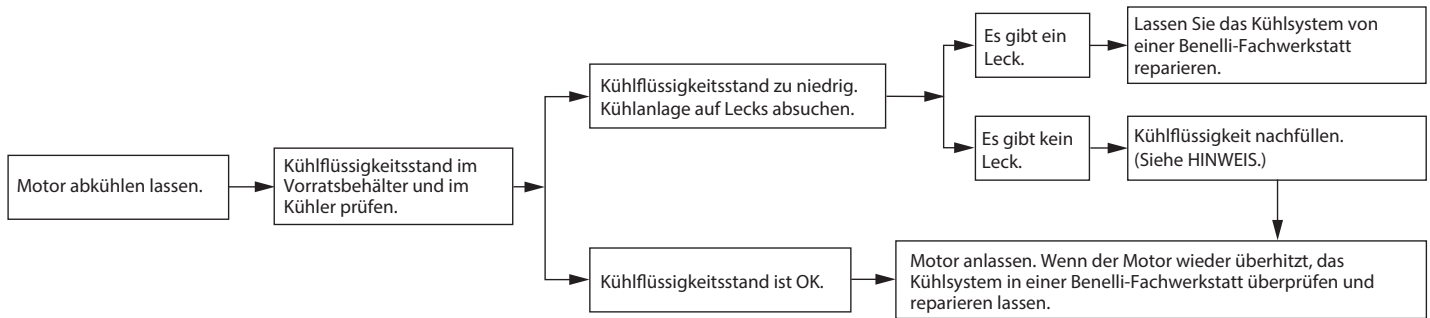 Motor abkühlen lassen.
Kühlflüssigkeitsstand im
Vorratsbehälter und im
Kühler prüfen.
Kühlflüssigkeitsstand zu niedrig.
Kühlanlage auf Lecks absuchen.
Es gibt ein
Leck.
Lassen Sie das Kühlsystem von
einer Benelli-Fachwerkstatt
reparieren.
Es gibt kein
Leck.
Kühlflüssigkeit nachfüllen.
(Siehe HINWEIS.)
Kühlflüssigkeitsstand ist OK.
Motor anlassen. Wenn der Motor wieder überhitzt, das
Kühlsystem in einer Benelli-Fachwerkstatt überprüfen und
reparieren lassen.